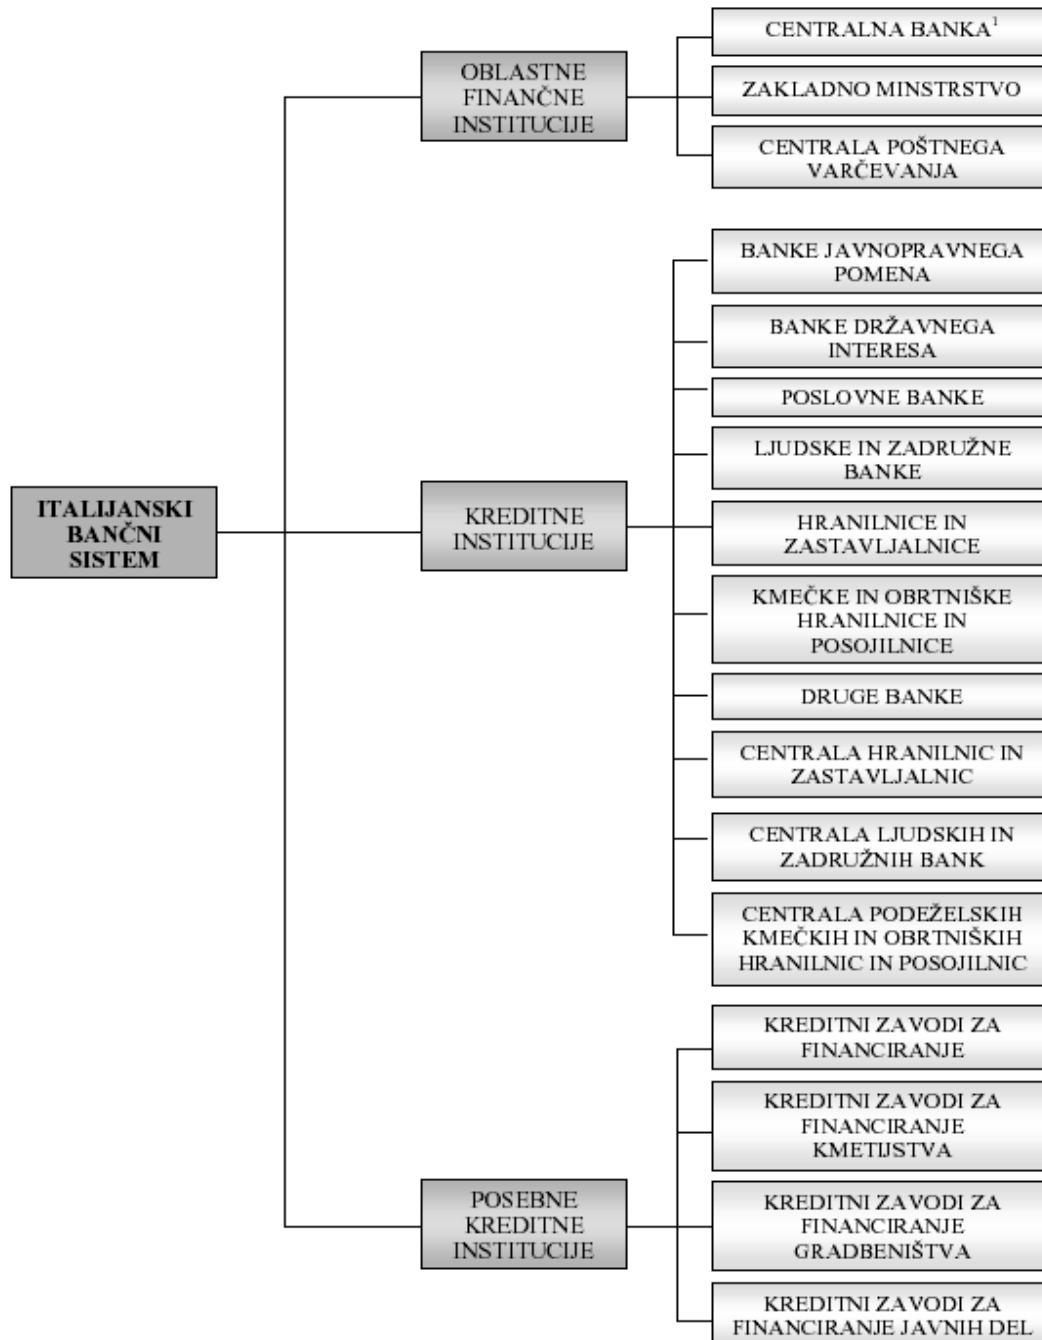 ITALIJANSKI
BANČNI
SISTEM
OBLASTNE
FINANČNE
INSTITUCIJE
CENTRALNA BANKA¹
ZAKLADNO MINSTRSTVO
CENTRALA POŠTNEGA
VARČEVANJA
KREDITNE
INSTITUCIJE
BANKE JAVNOPRAVNEGA
POMENA
BANKE DRŽAVNEGA
INTERESA
POSLOVNE BANKE
LJUDSKE IN ZADRUŽNE
BANKE
HRANILNICE IN
ZASTAVLJALNICE
KMEČKE IN OBRTNIŠKE
HRANILNICE IN
POSOJILNICE
DRUGE BANKE
CENTRALA HRANILNIC IN
ZASTAVLJALNIC
CENTRALA LJUDSKIH IN
ZADRUŽNIH BANK
CENTRALA PODEŽELSKIH
KMEČKIH IN OBRTNIŠKIH
HRANILNIC IN POSOJILNIC
POSEBNE
KREDITNE
INSTITUCIJE
KREDITNI ZAVODI ZA
FINANCIRANJE
KREDITNI ZAVODI ZA
FINANCIRANJE
KMETIJSTVA
KREDITNI ZAVODI ZA
FINANCIRANJE
GRADBENIŠTVA
KREDITNI ZAVODI ZA
FINANCIRANJE JAVNIH DEL